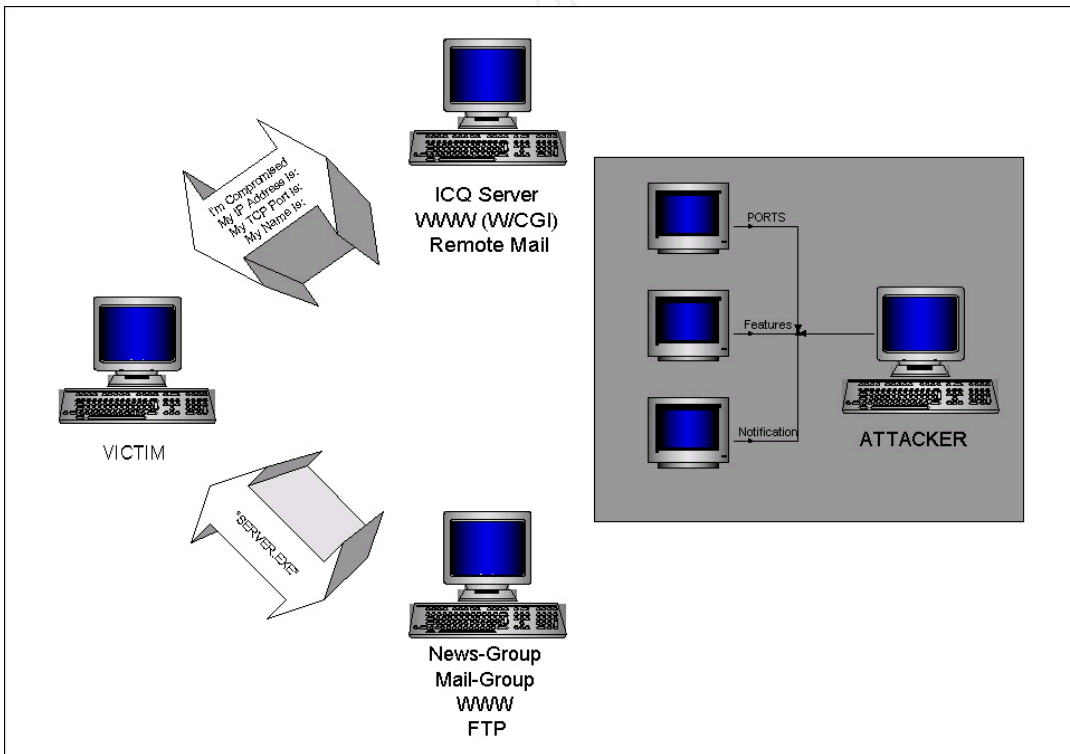 ICQ Server
WWW (W/CGI)
Remote Mail
I'm Compromised
My IP Address is:
My TCP Port is:
My Name is:
PORTS
Features
Notification
ATTACKER
VICTIM
"SERVER.EXE"
News-Group
Mail-Group
WWW
FTP